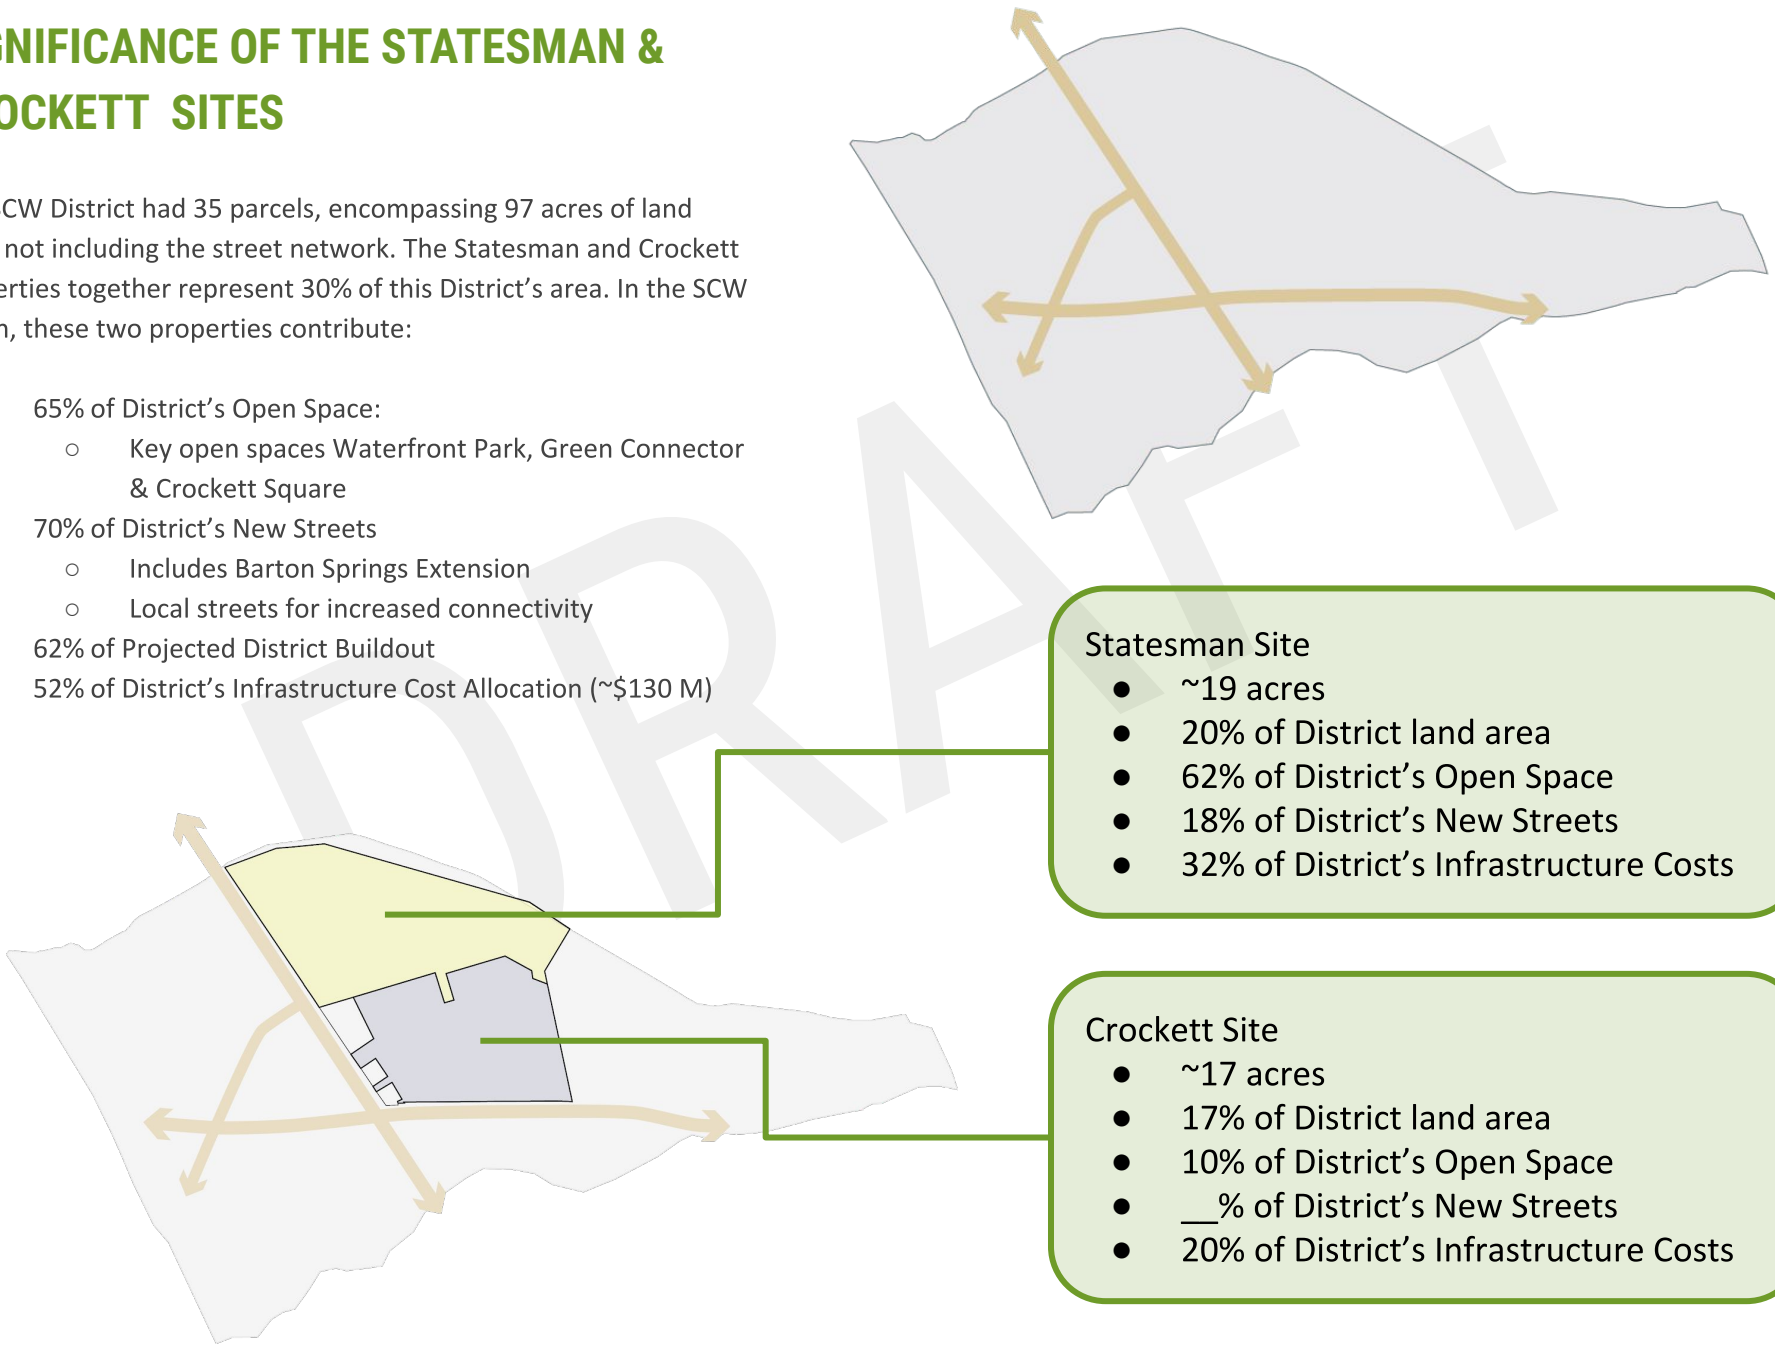 GNIFICANCE OF THE STATESMAN &
OCKETT SITES
CW District had 35 parcels, encompassing 97 acres of land
not including the street network. The Statesman and Crockett
erties together represent 30% of this District’s area. In the SCW
n, these two properties contribute:
65% of District’s Open Space:
○ Key open spaces Waterfront Park, Green Connector
& Crockett Square
70% of District’s New Streets
○ Includes Barton Springs Extension
○ Local streets for increased connectivity
62% of Projected District Buildout
52% of District’s Infrastructure Cost Allocation (~$130 M)
DRAFT
Statesman Site
● ~19 acres
● 20% of District land area
● 62% of District’s Open Space
● 18% of District’s New Streets
● 32% of District’s Infrastructure Costs
Crockett Site
● ~17 acres
● 17% of District land area
● 10% of District’s Open Space
● __% of District’s New Streets
● 20% of District’s Infrastructure Costs